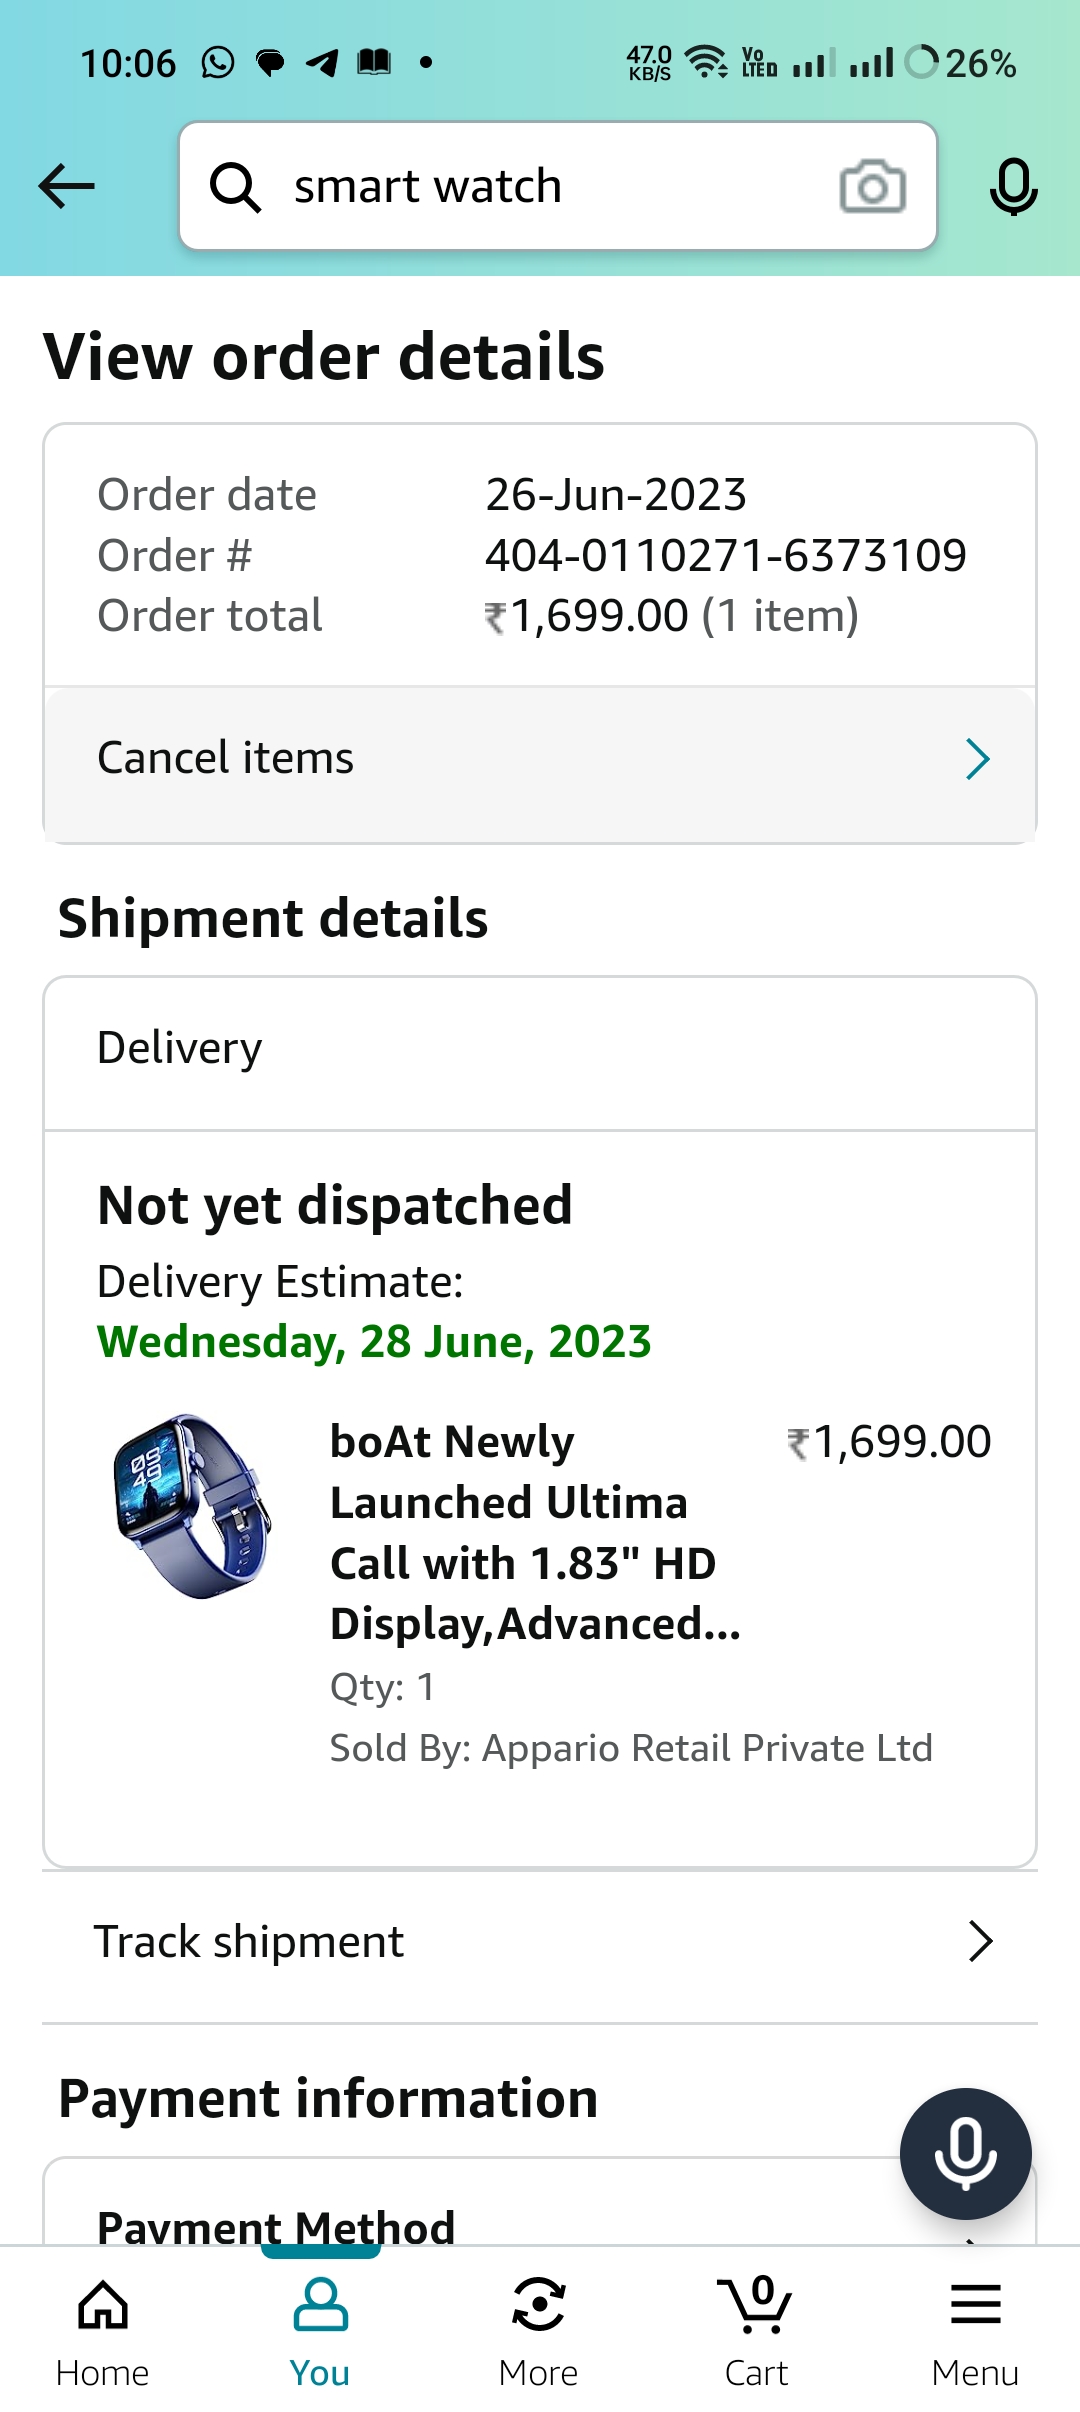 10:06 47.0 KB/S Vo LTED 26%
smart watch
View order details
Order date 26-Jun-2023
Order # 404-0110271-6373109
Order total ₹1,699.00 (1 item)
Cancel items
Shipment details
Delivery
Not yet dispatched
Delivery Estimate:
Wednesday, 28 June, 2023
boAt Newly ₹1,699.00
Launched Ultima
Call with 1.83" HD
Display,Advanced...
Qty: 1
Sold By: Appario Retail Private Ltd
Track shipment
Payment information
Payment Method
0
Home You More Cart Menu